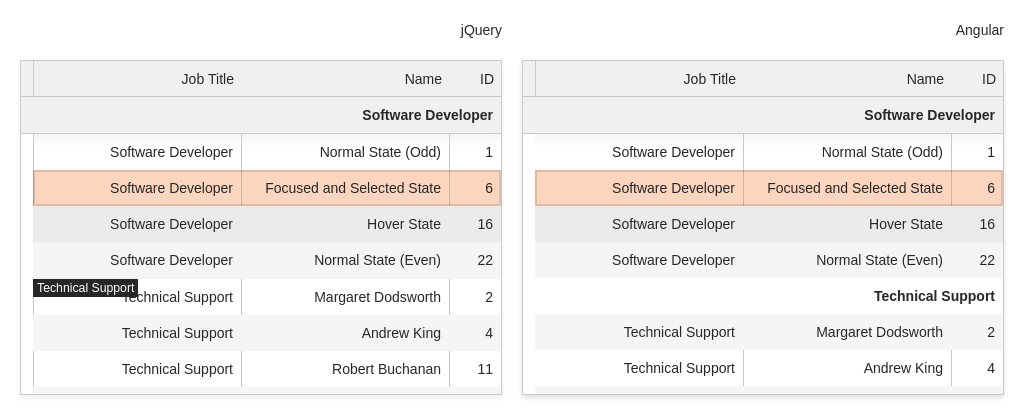 jQuery
Job Title Name ID
Software Developer
Software Developer Normal State (Odd) 1
Software Developer Focused and Selected State 6
Software Developer Hover State 16
Software Developer Normal State (Even) 22
Technical Support
Technical Support Margaret Dodsworth 2
Technical Support Andrew King 4
Technical Support Robert Buchanan 11
Angular
Job Title Name ID
Software Developer
Software Developer Normal State (Odd) 1
Software Developer Focused and Selected State 6
Software Developer Hover State 16
Software Developer Normal State (Even) 22
Technical Support
Technical Support Margaret Dodsworth 2
Technical Support Andrew King 4